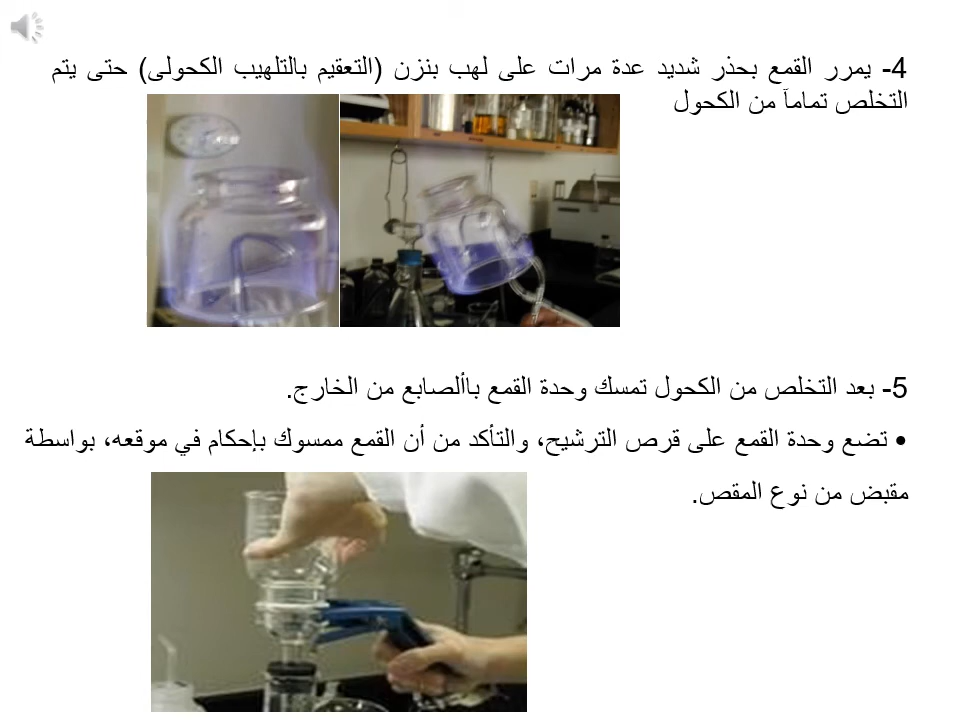 4- يمرر القمع بحذر شديد عدة مرات على لهب بنزن (التعقيم بالتلهيب الكحولى) حتى يتم
التخلص تمامآ من الكحول
5- بعد التخلص من الكحول تمسك وحدة القمع باألصابع من الخارج.
• تضع وحدة القمع على قرص الترشيح، والتأكد من أن القمع ممسوك بإحكام في موقعه، بواسطة
مقبض من نوع المقص.